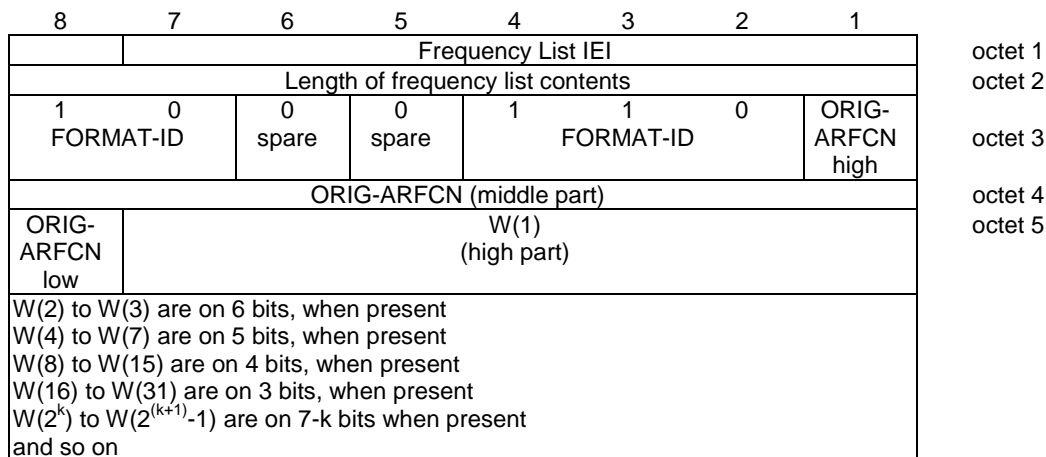 8 7 6 5 4 3 2 1
Frequency List IEI octet 1
Length of frequency list contents octet 2
1 0 0 0 1 1 0 ORIG-
FORMAT-ID spare spare FORMAT-ID ARFCN octet 3
high
ORIG-ARFCN (middle part) octet 4
ORIG- W(1) octet 5
ARFCN (high part)
low
W(2) to W(3) are on 6 bits, when present
W(4) to W(7) are on 5 bits, when present
W(8) to W(15) are on 4 bits, when present
W(16) to W(31) are on 3 bits, when present
W(2^k) to W(2^(k+1)-1) are on 7-k bits when present
and so on